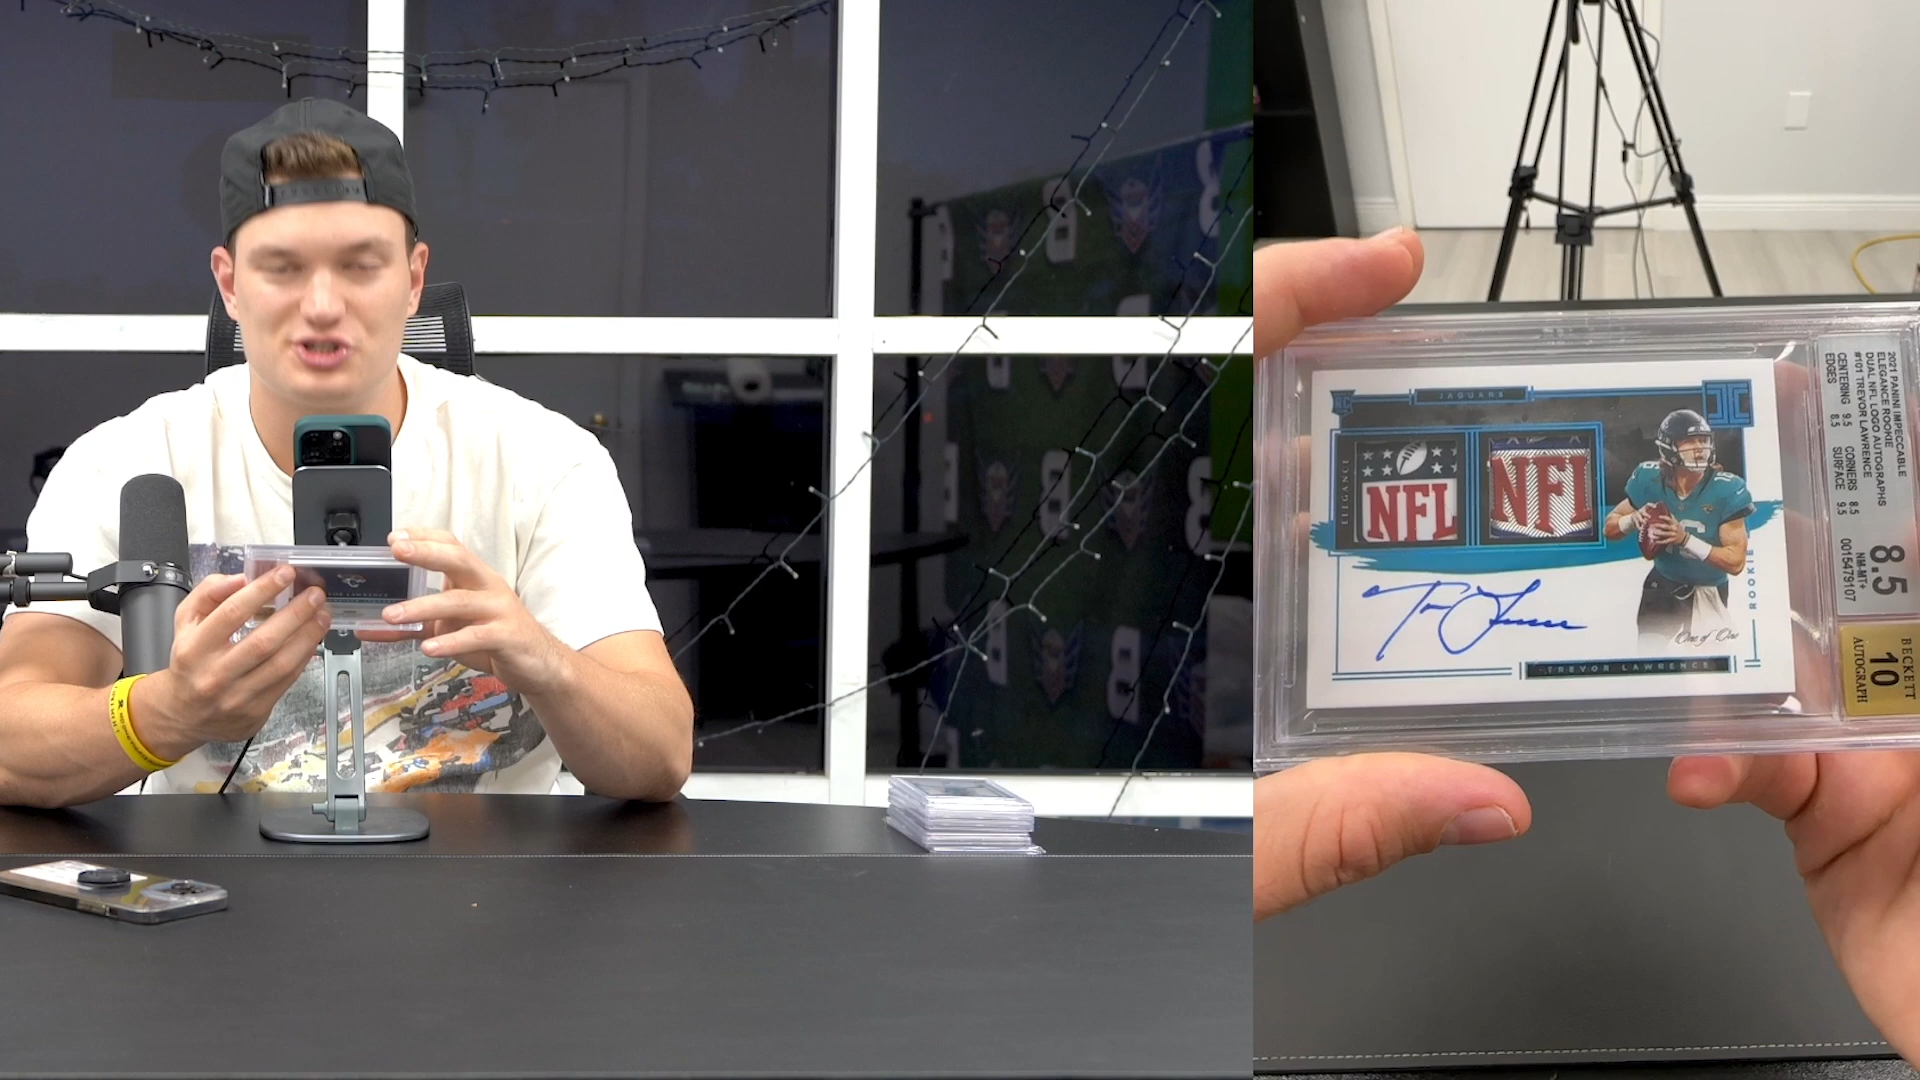 JAGUARS
ELEGANCE
NFL
NFL
ROOKIE
One of One
TREVOR LAWRENCE
2021 PANINI IMPECCABLE
ELEGANCE ROOKIE
DUAL NFL LOGO AUTOGRAPHS
#101 TREVOR LAWRENCE
CENTERING 9.5 CORNERS 8.5
EDGES 8.5 SURFACE 9.5
8.5
NM-MT+
0015479107
BECKETT
10
AUTOGRAPH